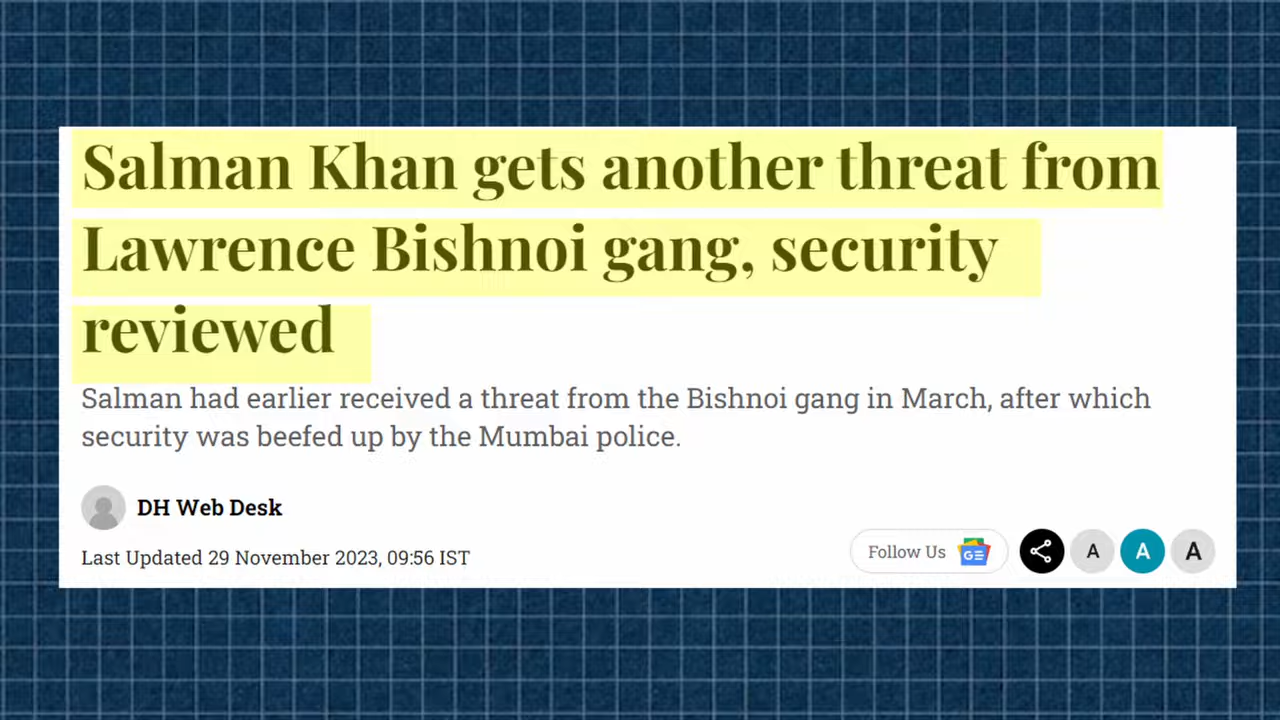 Salman Khan gets another threat from
Lawrence Bishnoi gang, security
reviewed
Salman had earlier received a threat from the Bishnoi gang in March, after which
security was beefed up by the Mumbai police.
DH Web Desk
Last Updated 29 November 2023, 09:56 IST
Follow Us GE A A A